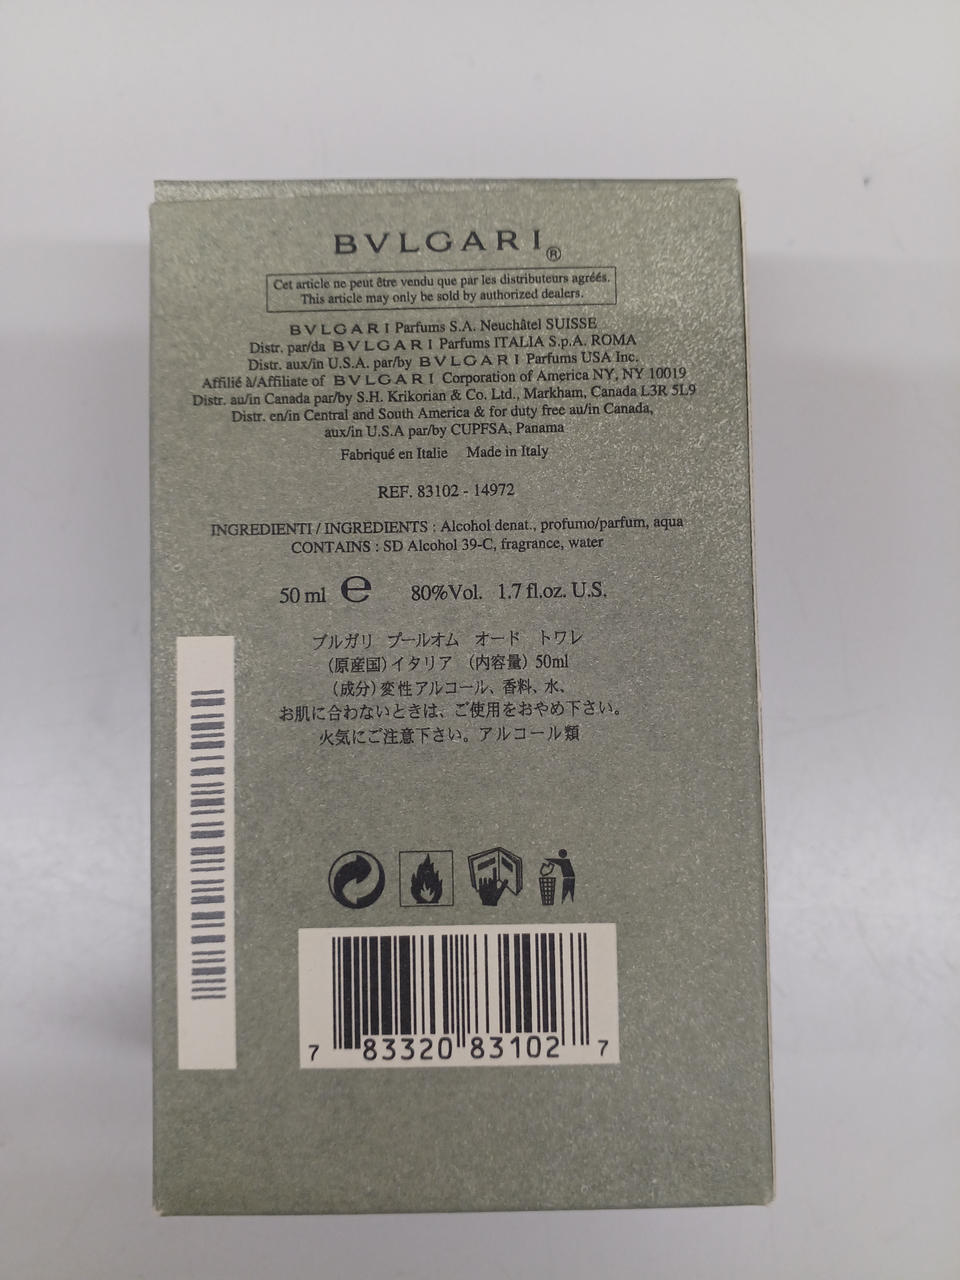 BVLGARI®
Cet article ne peut être vendu que par les distributeurs agréés.
This article may only be sold by authorized dealers.
BVLGARI Parfums S.A. Neuchâtel SUISSE
Distr. par/da BVLGARI Parfums ITALIA S.p.A. ROMA
Distr. aux/in U.S.A. par/by BVLGARI Parfums USA Inc.
Affilié à/Affiliate of BVLGARI Corporation of America NY, NY 10019
Distr. au/in Canada par/by S.H. Krikorian & Co. Ltd., Markham, Canada L3R 5L9
Distr. en/in Central and South America & for duty free au/in Canada,
aux/in U.S.A par/by CUPFSA, Panama
Fabriqué en Italie Made in Italy
REF. 83102 - 14972
INGREDIENTI / INGRÉDIENTS : Alcohol denat., profumo/parfum, aqua
CONTAINS : SD Alcohol 39-C, fragrance, water
50 ml e 80%Vol. 1.7 fl.oz. U.S.
ブルガリ プールオム オード トワレ
(原産国)イタリア (内容量) 50ml
(成分)変性アルコール、香料、水、
お肌に合わないときは、ご使用をおやめ下さい。
火気にご注意下さい。アルコール類
7 83320 83102 7